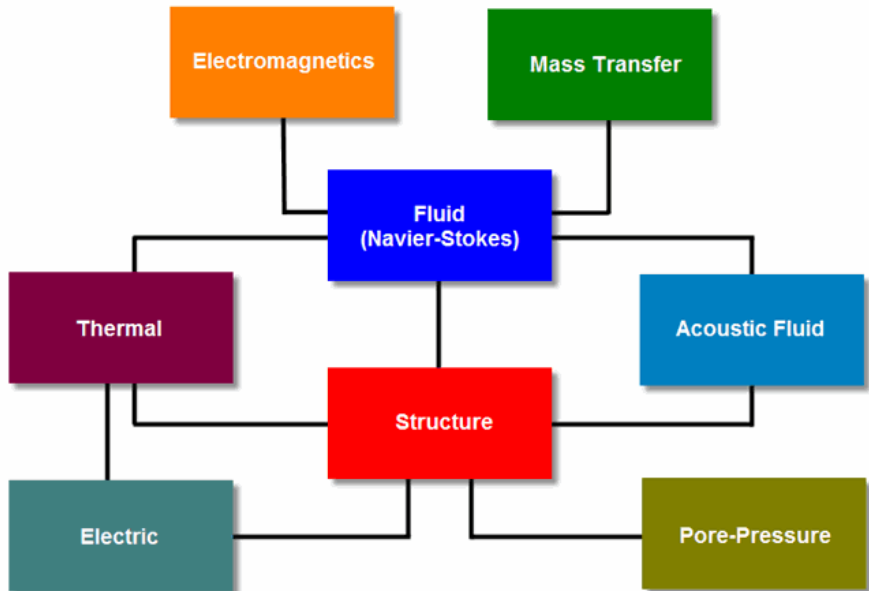 Electromagnetics
Mass Transfer
Fluid
(Navier-Stokes)
Thermal
Acoustic Fluid
Structure
Electric
Pore-Pressure